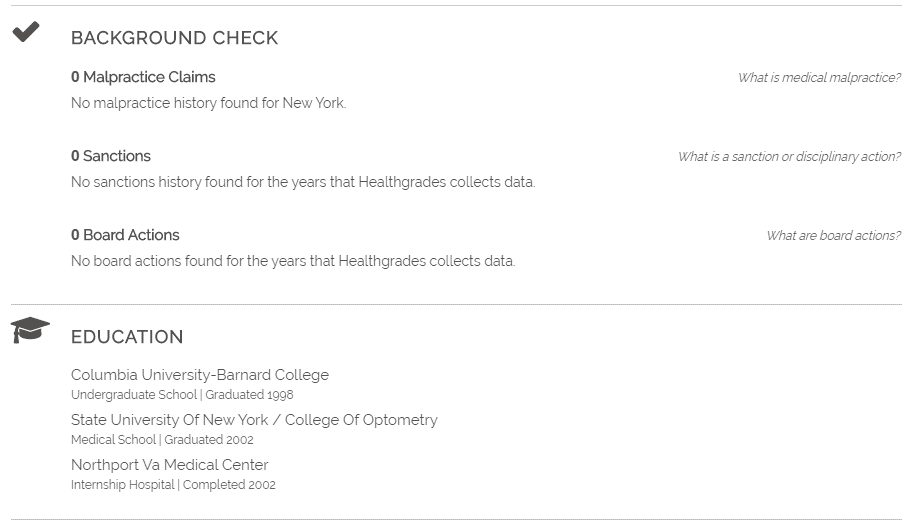 BACKGROUND CHECK
0 Malpractice Claims
What is medical malpractice?
No malpractice history found for New York.
0 Sanctions
What is a sanction or disciplinary action?
No sanctions history found for the years that Healthgrades collects data.
0 Board Actions
What are board actions?
No board actions found for the years that Healthgrades collects data.
EDUCATION
Columbia University-Barnard College
Undergraduate School | Graduated 1998
State University Of New York / College Of Optometry
Medical School | Graduated 2002
Northport Va Medical Center
Internship Hospital | Completed 2002